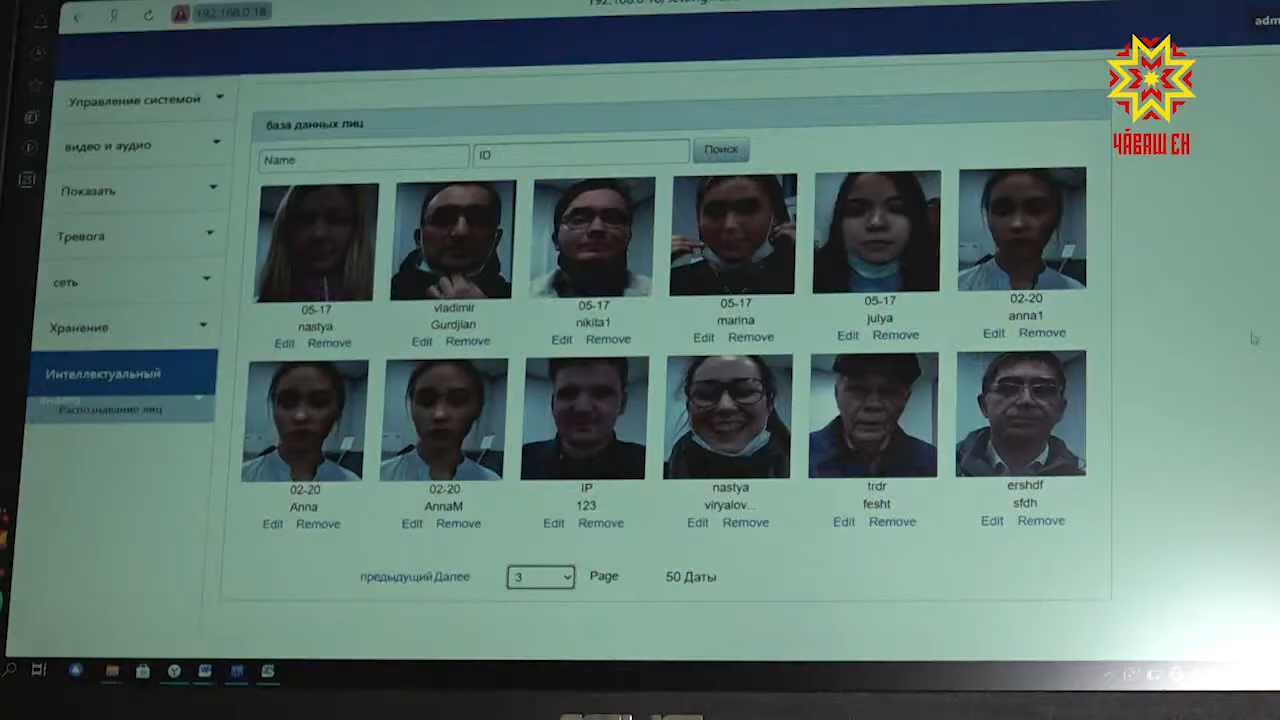 192.168.0.18
adm
ЧӐВАШ ЕН
Управление системой
видео и аудио
Показать
Тревога
сеть
Хранение
Интеллектуальный
Распознавание лиц
база данных лиц
Name
ID
Поиск
05-17
nastya
Edit Remove
vladimir
Gurdjian
Edit Remove
05-17
nikita1
Edit Remove
05-17
marina
Edit Remove
05-17
julya
Edit Remove
02-20
anna1
Edit Remove
02-20
Anna
Edit Remove
02-20
AnnaM
Edit Remove
IP
123
Edit Remove
nastya
viryalov...
Edit Remove
trdr
fesht
Edit Remove
ershdf
sfdh
Edit Remove
предыдущий Далее
3
Page
50 Даты